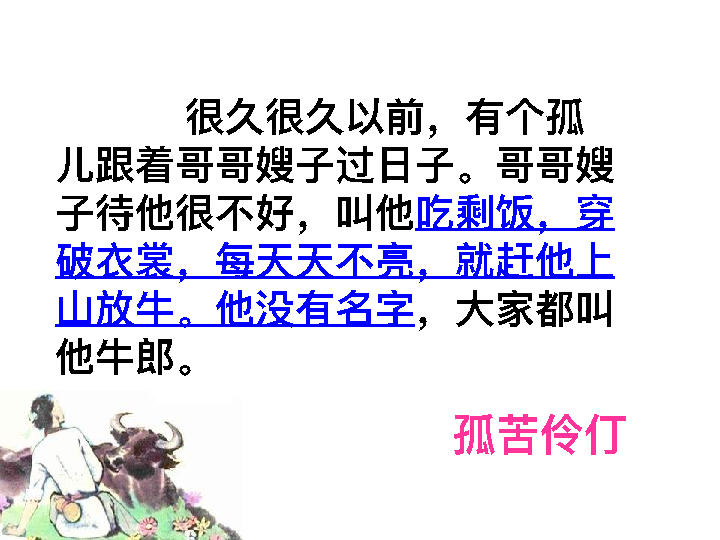 很久很久以前，有个孤
儿跟着哥哥嫂子过日子。哥哥嫂
子待他很不好，叫他吃剩饭，穿
破衣裳，每天天不亮，就赶他上
山放牛。他没有名字，大家都叫
他牛郎。
孤苦伶仃